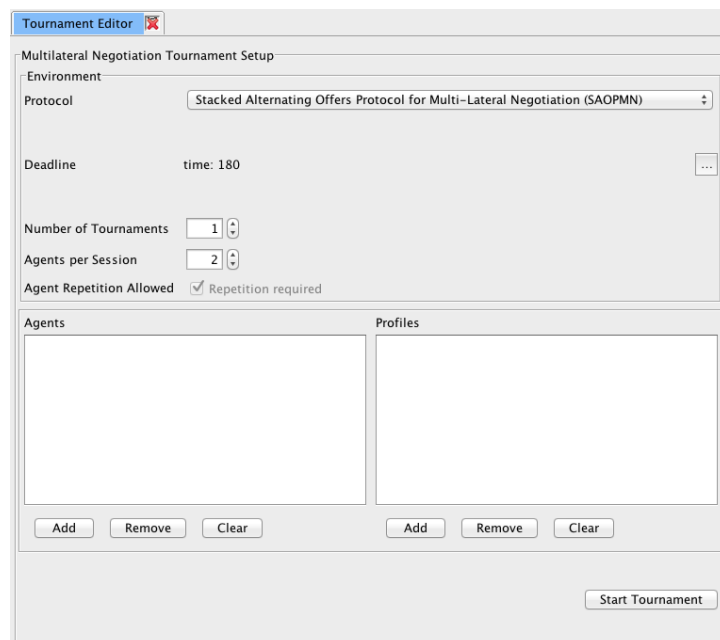 Tournament Editor
Multilateral Negotiation Tournament Setup
Environment
Protocol Stacked Alternating Offers Protocol for Multi-Lateral Negotiation (SAOPMN)
Deadline time: 180 ...
Number of Tournaments 1
Agents per Session 2
Agent Repetition Allowed Repetition required
Agents Profiles
Add Remove Clear Add Remove Clear
Start Tournament